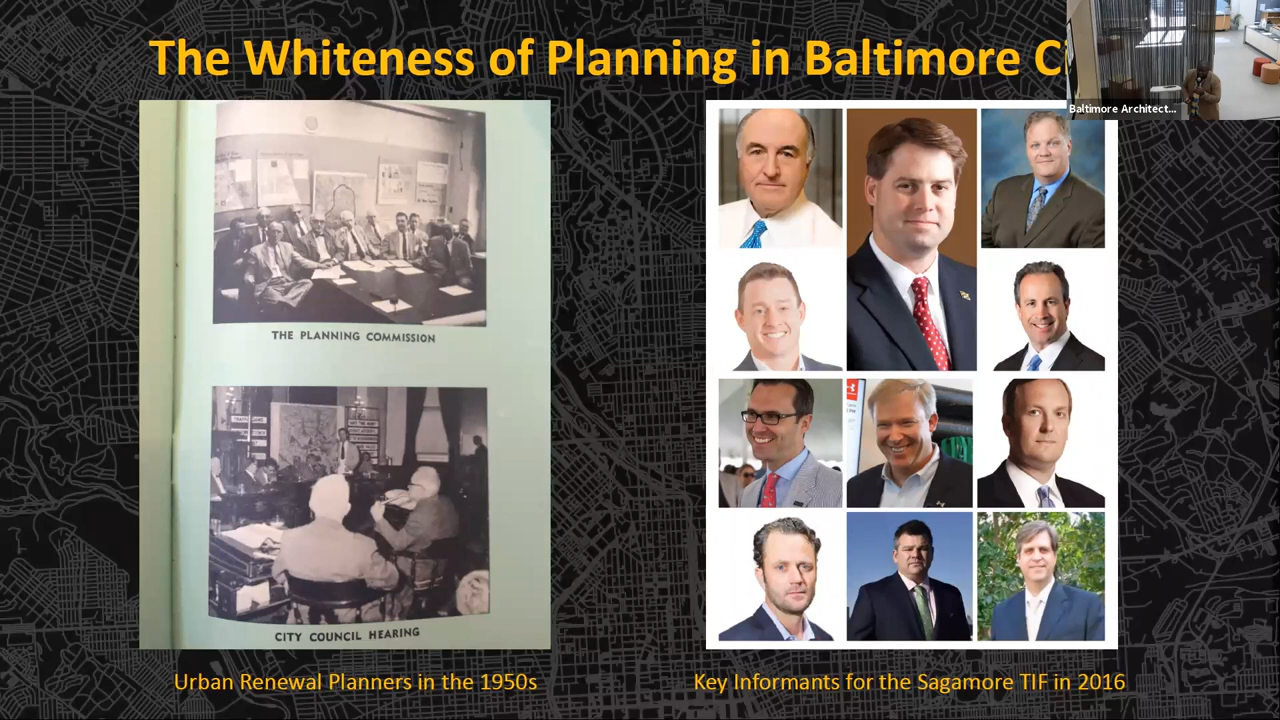 The Whiteness of Planning in Baltimore C
Baltimore Architect...
THE PLANNING COMMISSION
CITY COUNCIL HEARING
Urban Renewal Planners in the 1950s
Key Informants for the Sagamore TIF in 2016